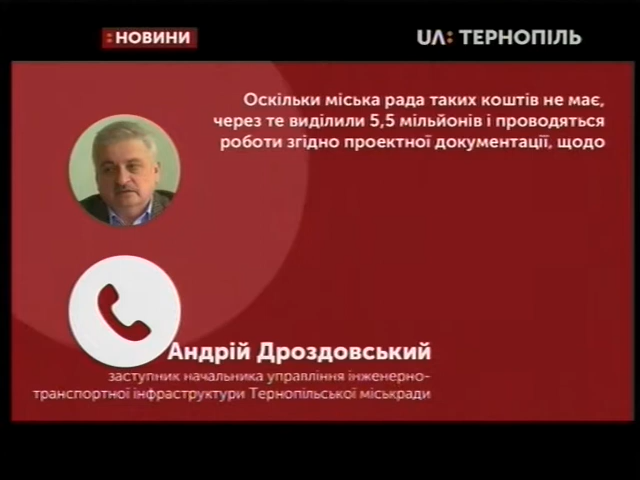 :НОВИНИ
UA: ТЕРНОПІЛЬ
Оскільки міська рада таких коштів не має,
через те виділили 5,5 мільйонів і проводяться
роботи згідно проектної документації, щодо
Андрій Дроздовський
заступник начальника управління інженерно-
транспортної інфраструктури Тернопільської міськради